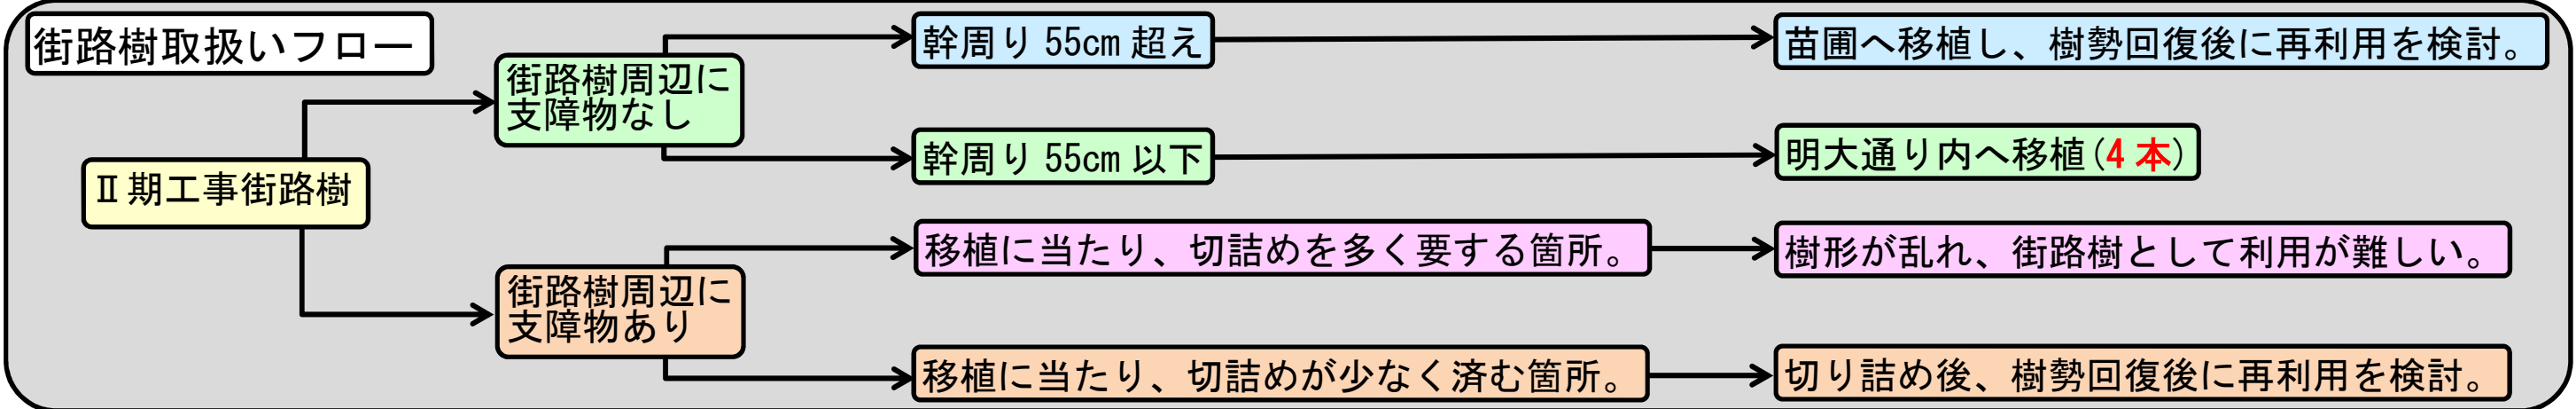 街路樹取扱いフロー
Ⅱ期工事街路樹
街路樹周辺に
支障物なし
幹周り 55cm 超え
苗圃へ移植し、樹勢回復後に再利用を検討。
幹周り 55cm 以下
明大通り内へ移植(4 本)
街路樹周辺に
支障物あり
移植に当たり、切詰めを多く要する箇所。
樹形が乱れ、街路樹として利用が難しい。
移植に当たり、切詰めが少なく済む箇所。
切り詰め後、樹勢回復後に再利用を検討。